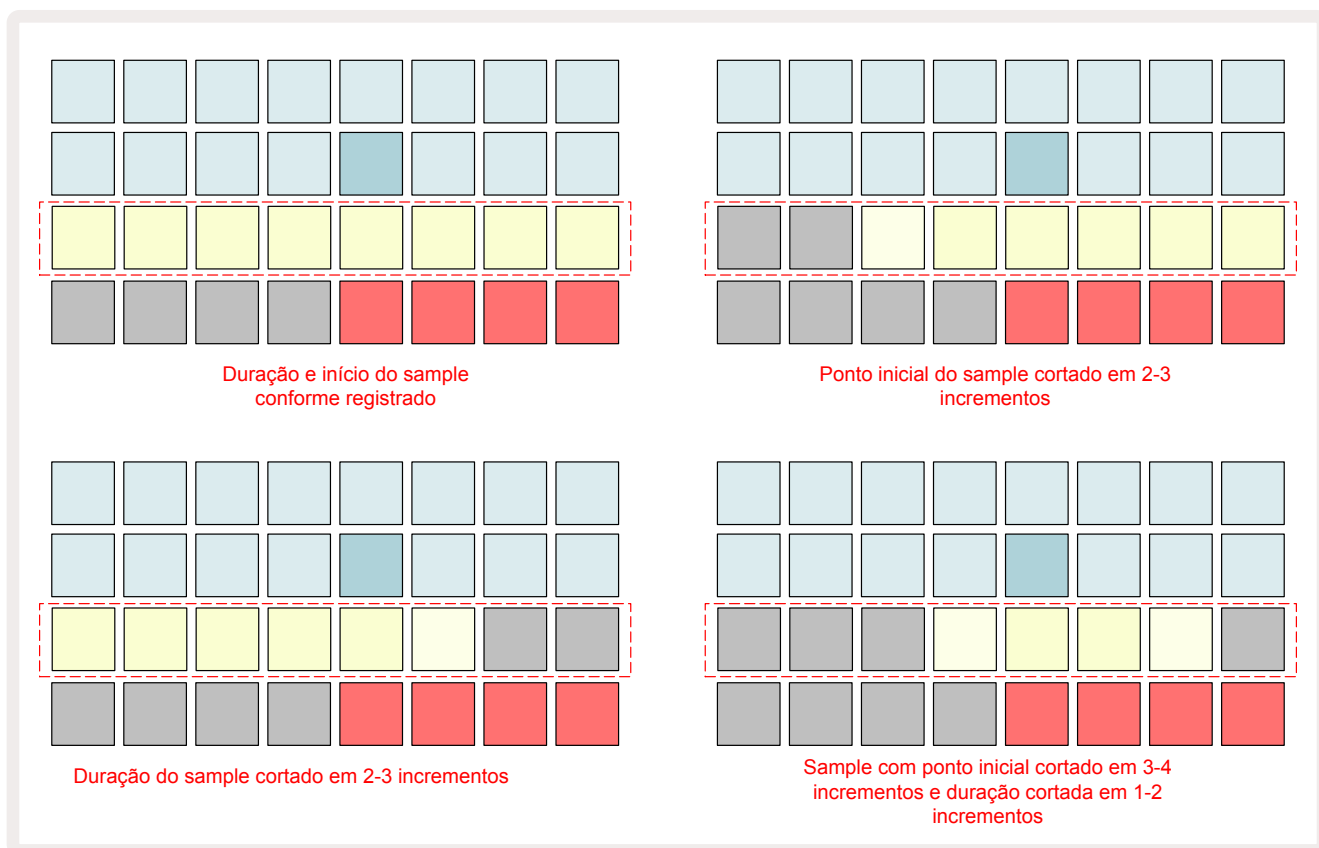 Duração e início do sample
conforme registrado
Ponto inicial do sample cortado em 2-3
incrementos
Duração do sample cortado em 2-3 incrementos
Sample com ponto inicial cortado em 3-4
incrementos e duração cortada em 1-2
incrementos